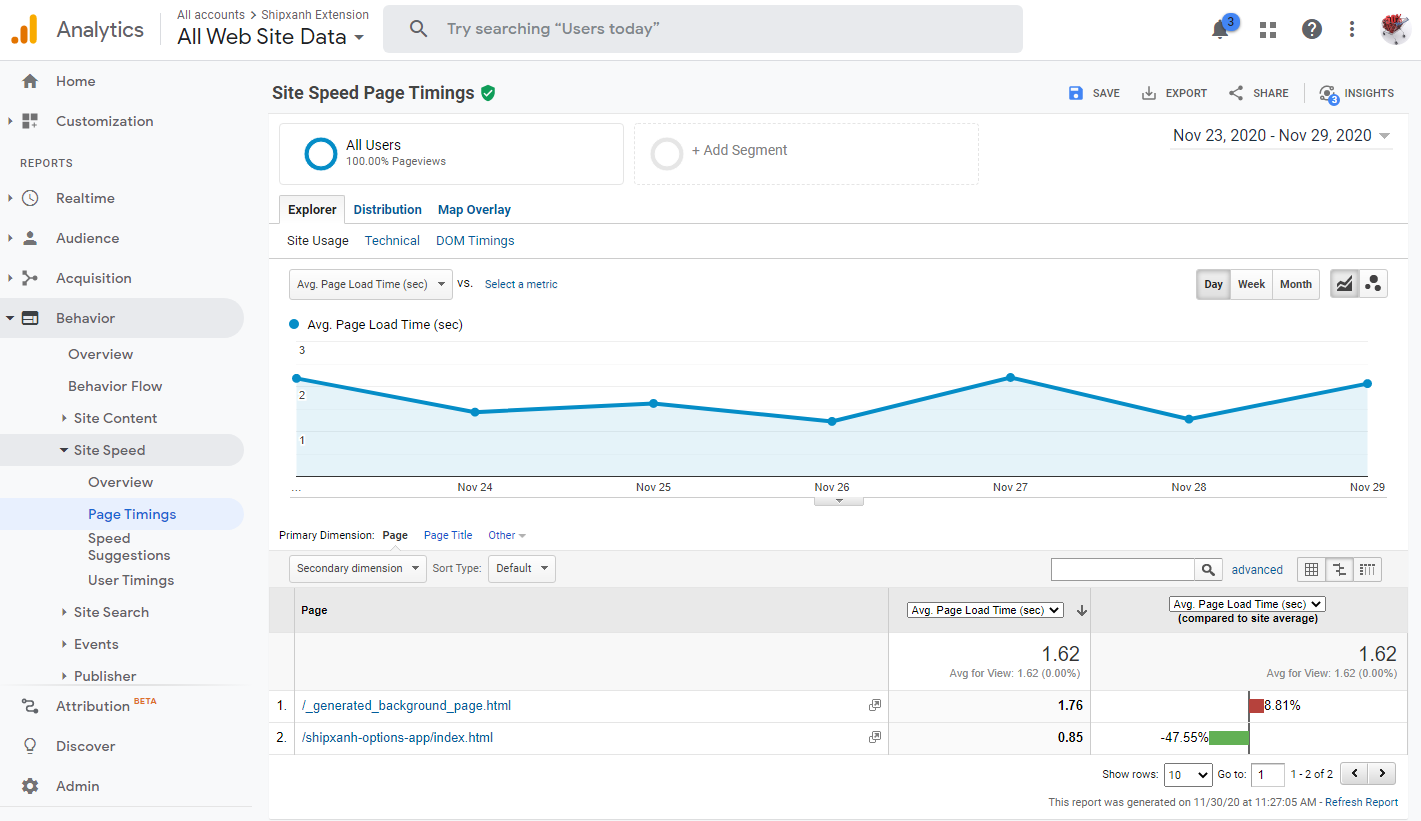 Analytics
All accounts > Shipxanh Extension
All Web Site Data
Try searching “Users today”
3
Home
Customization
REPORTS
Realtime
Audience
Acquisition
Behavior
Overview
Behavior Flow
Site Content
Site Speed
Overview
Page Timings
Speed
Suggestions
User Timings
Site Search
Events
Publisher
Attribution BETA
Discover
Admin
Site Speed Page Timings
SAVE
EXPORT
SHARE
3
INSIGHTS
All Users
100.00% Pageviews
+ Add Segment
Nov 23, 2020 - Nov 29, 2020
Explorer
Distribution
Map Overlay
Site Usage
Technical
DOM Timings
Avg. Page Load Time (sec)
VS.
Select a metric
Day
Week
Month
Avg. Page Load Time (sec)
3
2
1
...
Nov 24
Nov 25
Nov 26
Nov 27
Nov 28
Nov 29
Primary Dimension:
Page
Page Title
Other
Secondary dimension
Sort Type:
Default
advanced
Page
Avg. Page Load Time (sec)
Avg. Page Load Time (sec)
(compared to site average)
1.62
Avg for View: 1.62 (0.00%)
1.62
Avg for View: 1.62 (0.00%)
1. /_generated_background_page.html 1.76 8.81%
2. /shipxanh-options-app/index.html 0.85 -47.55%
Show rows: 10 Go to: 1 1 - 2 of 2
This report was generated on 11/30/20 at 11:27:05 AM - Refresh Report